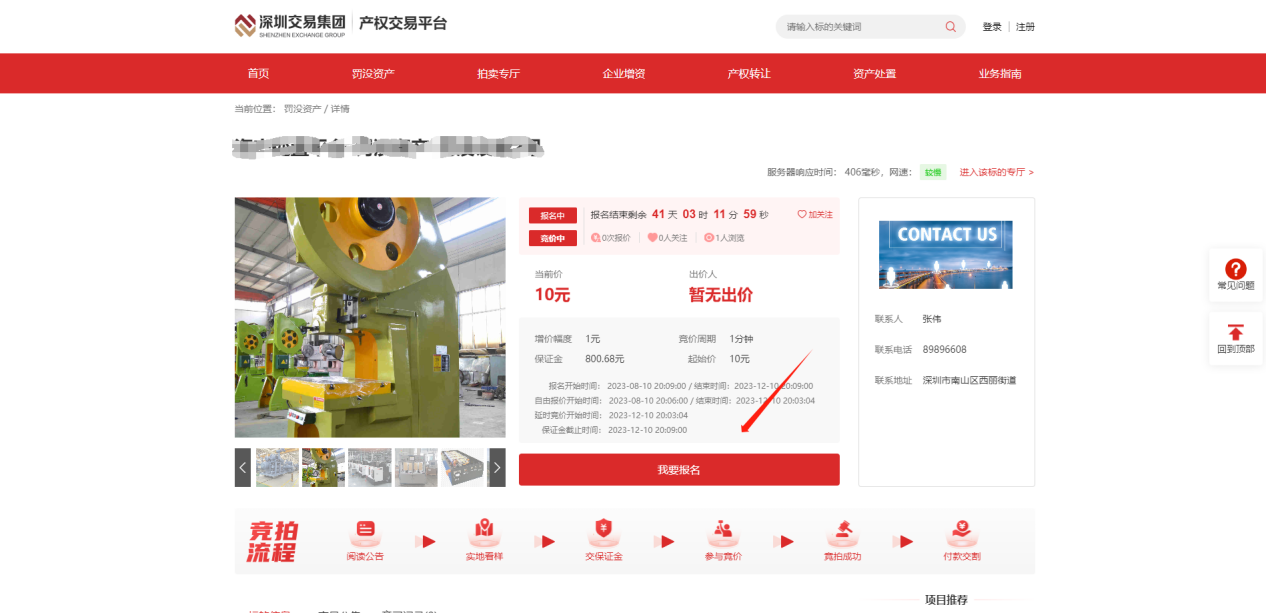 深圳交易集团 产权交易平台
SHENZHEN EXCHANGE GROUP
请输入标的关键词
登录 | 注册
首页 罚没资产 拍卖专厅 企业增资 产权转让 资产处置 业务指南
当前位置： 罚没资产 / 详情
服务器响应时间： 406毫秒，网速： 较慢 进入该标的专厅 >
报名中 报名结束剩余 41 天 03 时 11 分 59 秒 加关注
竞价中 0次报价 0人关注 1人浏览
当前价 出价人
10元 暂无出价
增价幅度 1元 竞价周期 1分钟
保证金 800.68元 起始价 10元
报名开始时间： 2023-08-10 20:09:00 / 结束时间：2023-12-10 20:09:00
自由报价开始时间： 2023-08-10 20:06:00 / 结束时间：2023-12-10 20:03:04
延时竞价开始时间： 2023-12-10 20:03:04
保证金截止时间： 2023-12-10 20:09:00
我要报名
CONTACT US
联系人 张伟
联系电话 89896608
联系地址 深圳市南山区西丽街道
常见问题
回到顶部
竞拍
流程
阅读公告 实地看样 交保证金 参与竞价 竞拍成功 付款交割
项目推荐